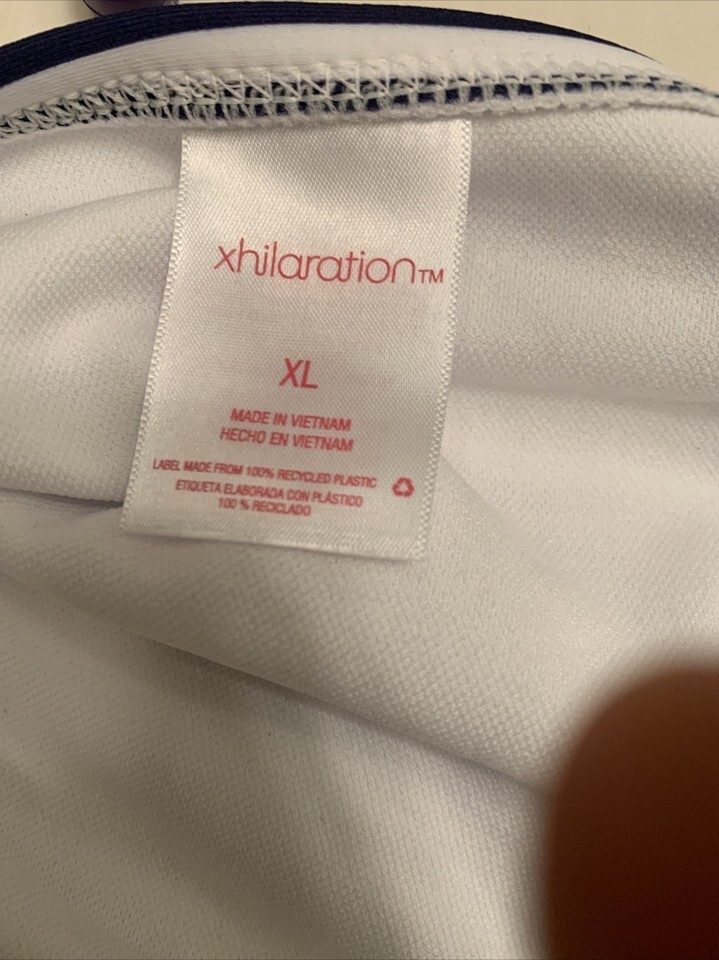 xhilaration™
XL
MADE IN VIETNAM
HECHO EN VIETNAM
LABEL MADE FROM 100% RECYCLED PLASTIC
ETIQUETA ELABORADA CON PLÁSTICO
100 % RECICLADO